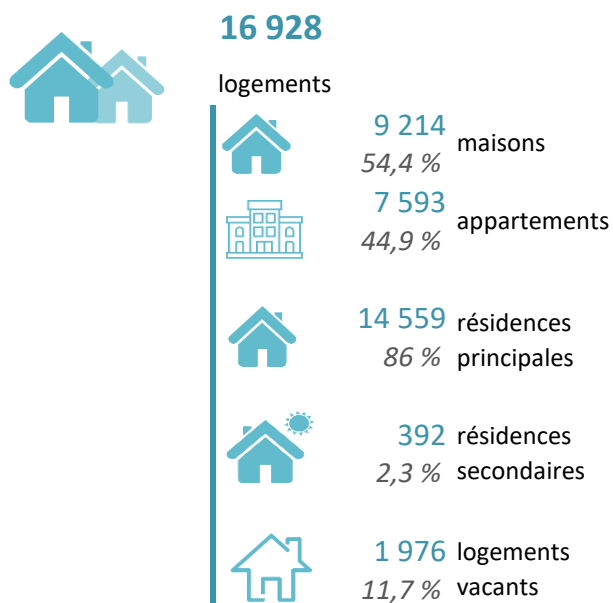 16 928
logements
9 214
54,4 %
maisons
7 593
44,9 %
appartements
14 559
86 %
résidences
principales
392
2,3 %
résidences
secondaires
1 976
11,7 %
logements
vacants